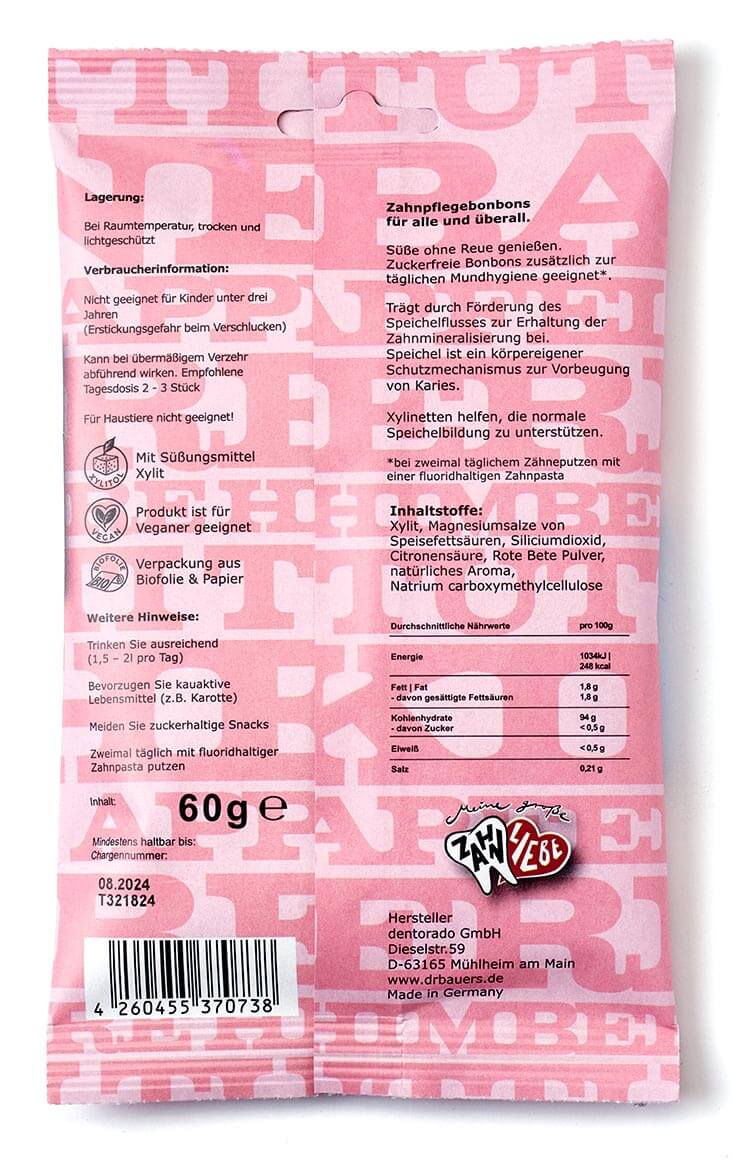 Lagerung:
Bei Raumtemperatur, trocken und
lichtgeschützt
Verbraucherinformation:
Nicht geeignet für Kinder unter drei
Jahren
(Erstickungsgefahr beim Verschlucken)
Kann bei übermäßigem Verzehr
abführend wirken. Empfohlene
Tagesdosis 2 - 3 Stück
Für Haustiere nicht geeignet!
XYLITOL
Mit Süßungsmittel
Xylit
VEGAN
Produkt ist für
Veganer geeignet
BIOFOLIE
BIO
Verpackung aus
Biofolie & Papier
Weitere Hinweise:
Trinken Sie ausreichend
(1,5 – 2l pro Tag)
Bevorzugen Sie kauaktive
Lebensmittel (z.B. Karotte)
Meiden Sie zuckerhaltige Snacks
Zweimal täglich mit fluoridhaltiger
Zahnpasta putzen
Inhalt: 60g ℮
Mindestens haltbar bis:
Chargennummer:
08.2024
T321824
4 260455 370738
Zahnpflegebonbons
für alle und überall.
Süße ohne Reue genießen.
Zuckerfreie Bonbons zusätzlich zur
täglichen Mundhygiene geeignet*.
Trägt durch Förderung des
Speichelflusses zur Erhaltung der
Zahnmineralisierung bei.
Speichel ist ein körpereigener
Schutzmechanismus zur Vorbeugung
von Karies.
Xylinetten helfen, die normale
Speichelbildung zu unterstützen.
*bei zweimal täglichem Zähneputzen mit
einer fluoridhaltigen Zahnpasta
Inhaltstoffe:
Xylit, Magnesiumsalze von
Speisefettsäuren, Siliciumdioxid,
Citronensäure, Rote Bete Pulver,
natürliches Aroma,
Natrium carboxymethylcellulose
Durchschnittliche Nährwerte pro 100g
Energie 1034kJ |
248 kcal
Fett | Fat 1,8 g
- davon gesättigte Fettsäuren 1,8 g
Kohlenhydrate 94 g
- davon Zucker <0,5 g
Eiweiß <0,5 g
Salz 0,21 g
Meine große
ZAHN LIEBE
Hersteller
dentorado GmbH
Dieselstr.59
D-63165 Mühlheim am Main
www.drbauers.de
Made in Germany